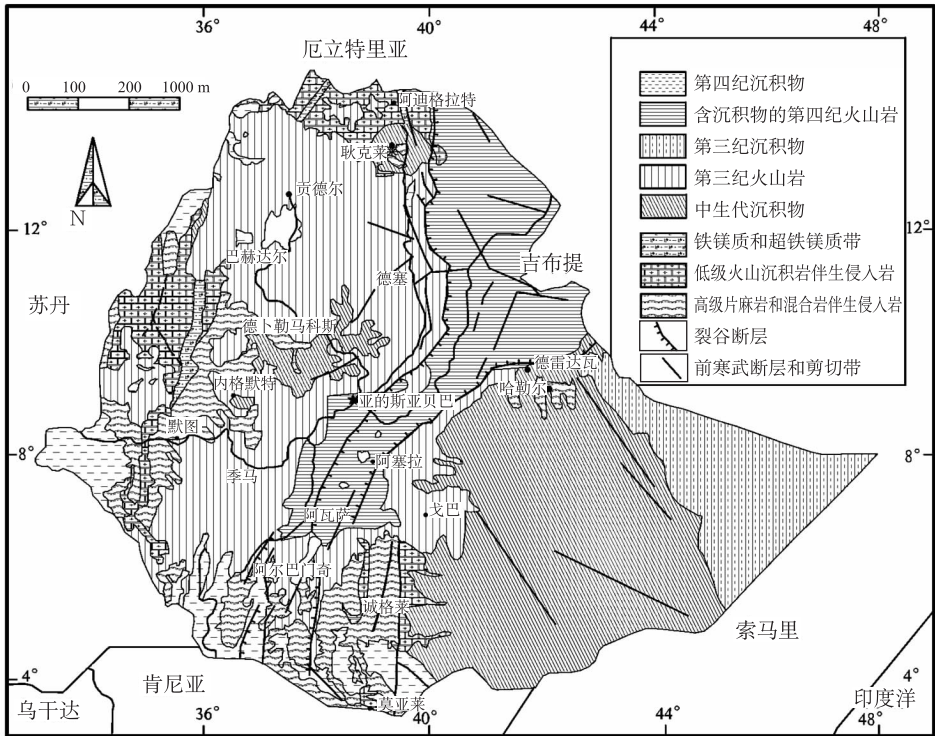 36°
40°
44°
48°
厄立特里亚
0 100 200 1000 m
N
第四纪沉积物
含沉积物的第四纪火山岩
第三纪沉积物
第三纪火山岩
中生代沉积物
铁镁质和超铁镁质带
低级火山沉积岩伴生侵入岩
高级片麻岩和混合岩伴生侵入岩
裂谷断层
前寒武断层和剪切带
阿迪格拉特
耿克莱
贡德尔
12°
12°
巴赫达尔
德塞
吉布提
苏丹
德卜勒马科斯
内格默特
德雷达瓦
哈勒尔
亚的斯亚贝巴
默图
8°
8°
季马
阿塞拉
阿瓦萨
戈巴
阿尔巴门奇
诚格莱
索马里
4°
4°
肯尼亚
莫亚莱
乌干达
印度洋
36°
40°
44°
48°